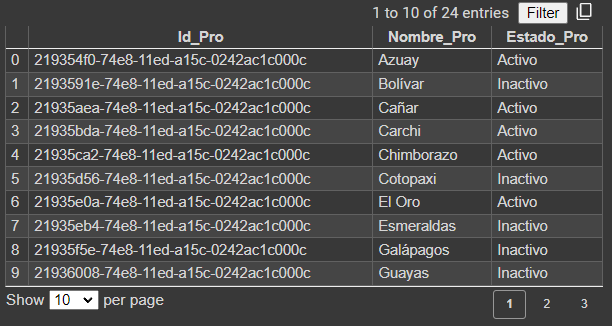 1 to 10 of 24 entries Filter
Id_Pro Nombre_Pro Estado_Pro
0 219354f0-74e8-11ed-a15c-0242ac1c000c Azuay Activo
1 2193591e-74e8-11ed-a15c-0242ac1c000c Bolívar Inactivo
2 21935aea-74e8-11ed-a15c-0242ac1c000c Cañar Activo
3 21935bda-74e8-11ed-a15c-0242ac1c000c Carchi Activo
4 21935ca2-74e8-11ed-a15c-0242ac1c000c Chimborazo Activo
5 21935d56-74e8-11ed-a15c-0242ac1c000c Cotopaxi Inactivo
6 21935e0a-74e8-11ed-a15c-0242ac1c000c El Oro Activo
7 21935eb4-74e8-11ed-a15c-0242ac1c000c Esmeraldas Inactivo
8 21935f5e-74e8-11ed-a15c-0242ac1c000c Galápagos Inactivo
9 21936008-74e8-11ed-a15c-0242ac1c000c Guayas Inactivo
Show 10 per page 1 2 3